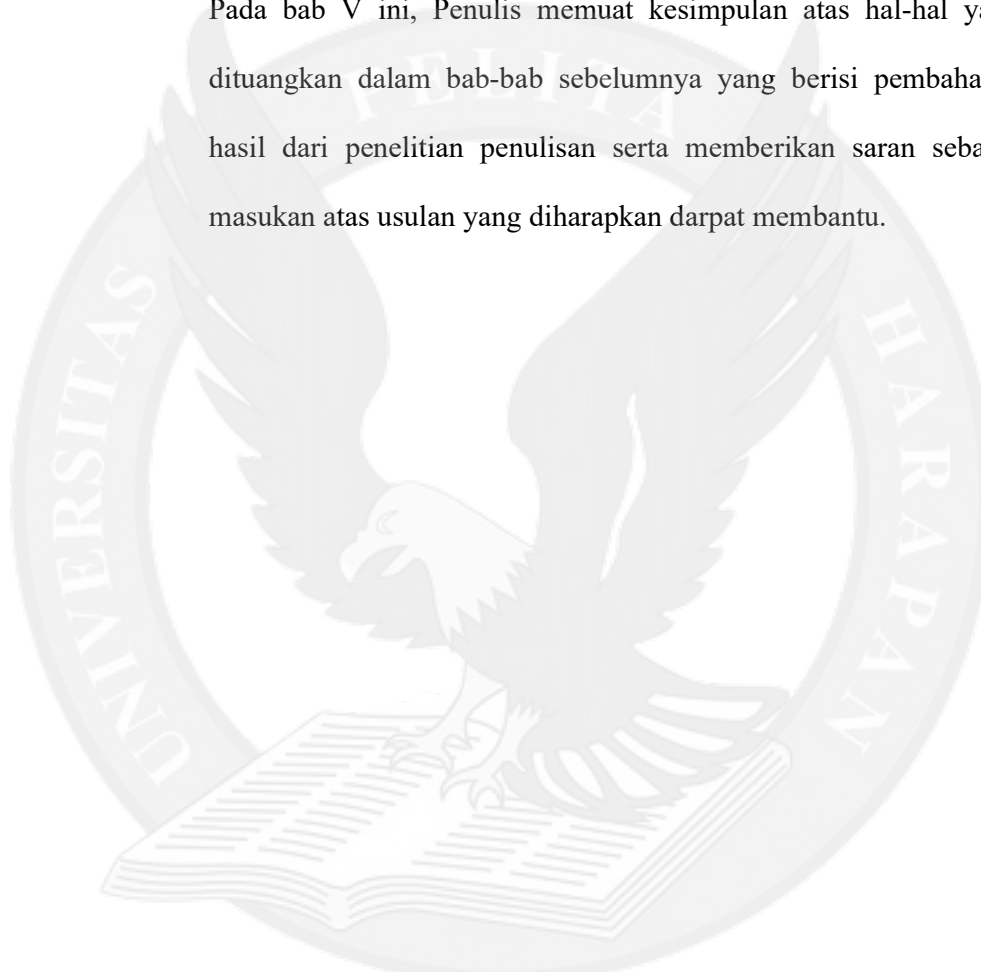 Pada bab V ini, Penulis memuat kesimpulan atas hal-hal ya
dituangkan dalam bab-bab sebelumnya yang berisi pembaha
hasil dari penelitian penulisan serta memberikan saran seba
masukan atas usulan yang diharapkan darpat membantu.
UNIVERSITAS PELITA HARAPAN